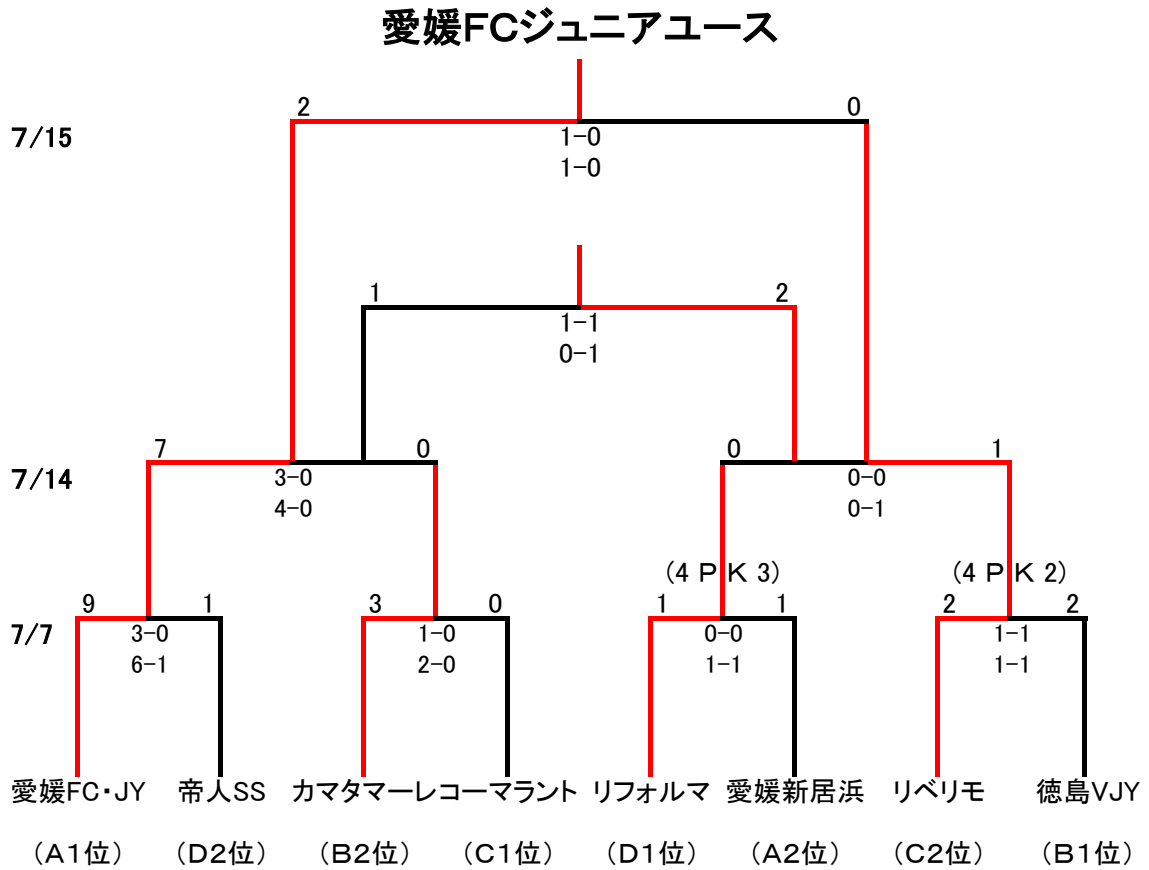 愛媛FCジュニアユース
2 0
7/15
1-0
1-0
1 2
1-1
0-1
7 0 0 1
7/14
3-0 0-0
4-0 0-1
(4 P K 3) (4 P K 2)
9 1 3 0 1 1 2 2
7/7
3-0 1-0 0-0 1-1
6-1 2-0 1-1 1-1
愛媛FC・JY 帝人SS カマタマーレ コーマラント リフォルマ 愛媛新居浜 リベリモ 徳島VJY
(A1位) (D2位) (B2位) (C1位) (D1位) (A2位) (C2位) (B1位)